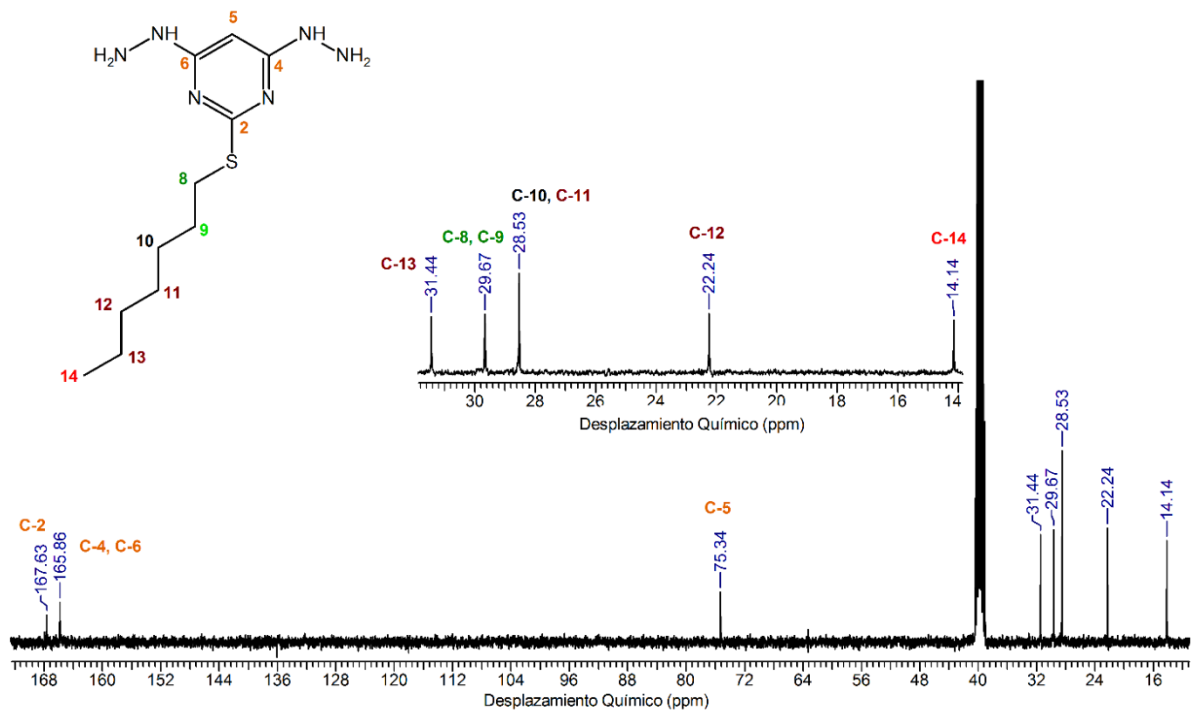 H₂N NH 5 NH NH₂
6 4
N N
2
S
8
9
10
11
12
13
14
C-10, C-11
C-8, C-9
C-13
C-12
C-14
31.44 29.67 28.53 22.24 14.14
30 28 26 24 22 20 18 16 14
Desplazamiento Químico (ppm)
C-2
C-4, C-6
C-5
167.63 165.86 75.34 31.44 29.67 28.53 22.24 14.14
168 160 152 144 136 128 120 112 104 96 88 80 72 64 56 48 40 32 24 16
Desplazamiento Químico (ppm)